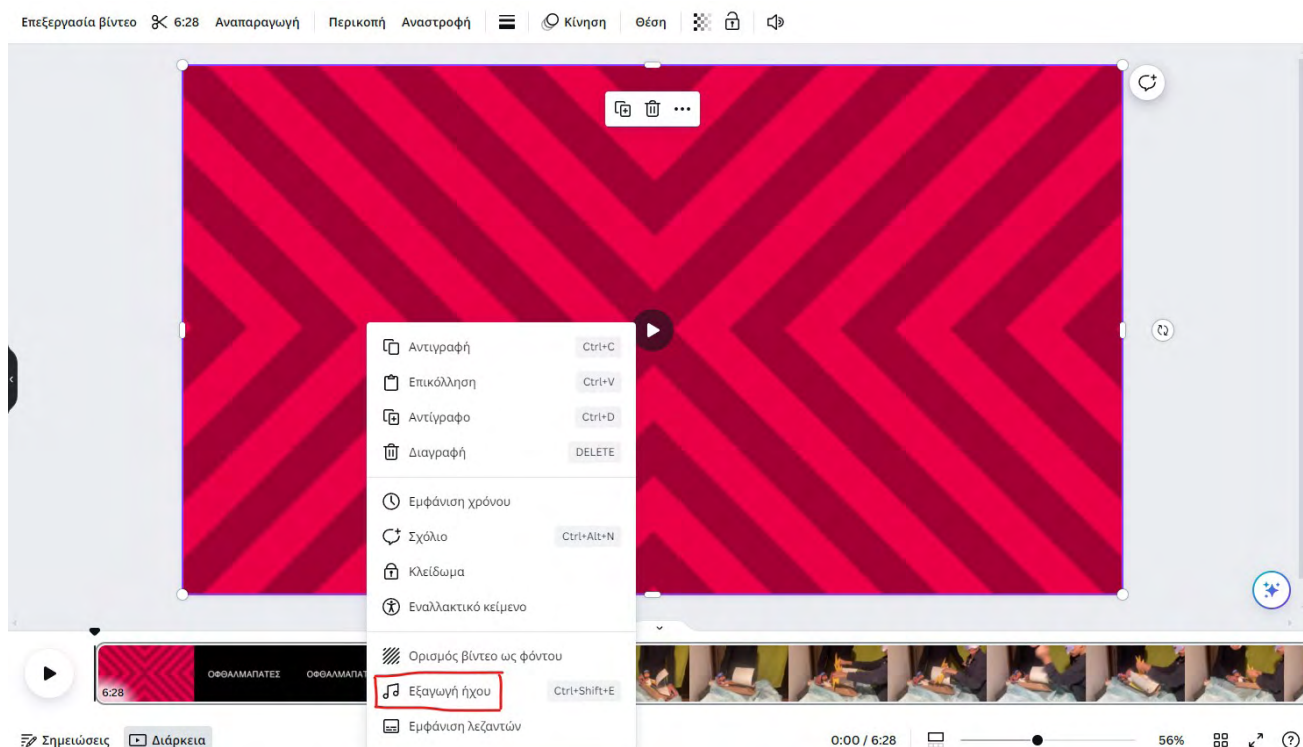 Επεξεργασία βίντεο 6:28 Αναπαραγωγή Περικοπή Αναστροφή Κίνηση Θέση
Αντιγραφή Ctrl+C
Επικόλληση Ctrl+V
Αντίγραφο Ctrl+D
Διαγραφή DELETE
Εμφάνιση χρόνου
Σχόλιο Ctrl+Alt+N
Κλείδωμα
Εναλλακτικό κείμενο
Ορισμός βίντεο ως φόντου
Εξαγωγή ήχου Ctrl+Shift+E
Εμφάνιση λεζαντών
6:28 ΟΦΘΑΛΜΑΠΑΤΕΣ ΟΦΘΑΛΜΑΠΑΤ
Σημειώσεις Διάρκεια 0:00 / 6:28 56%